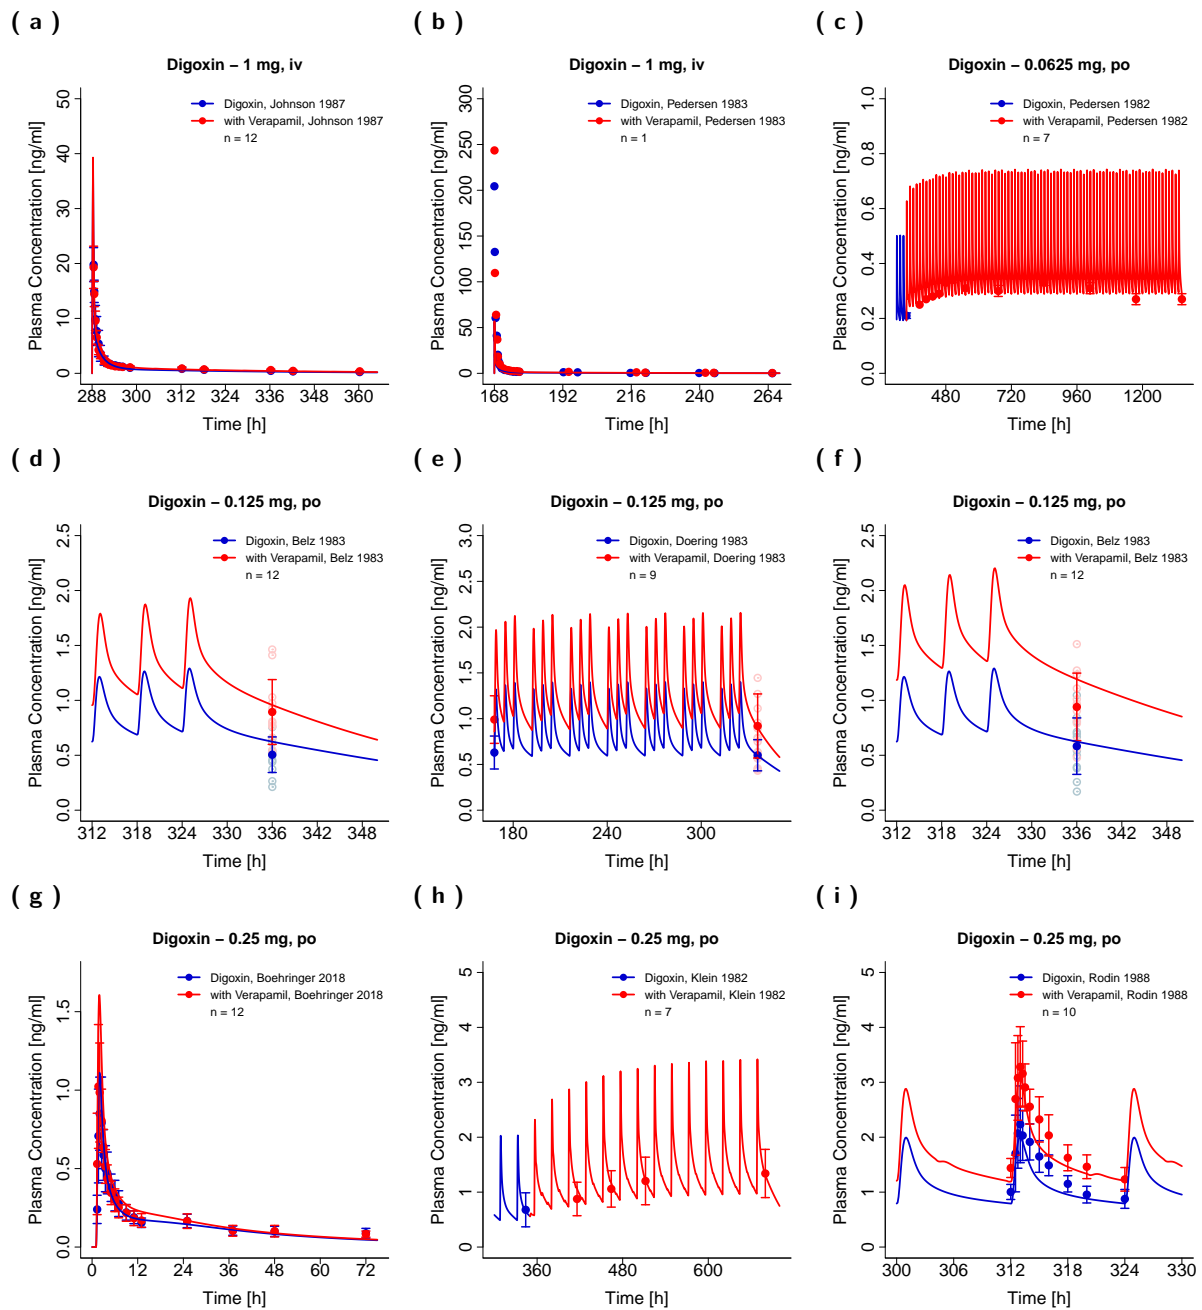 ( a )
Digoxin – 1 mg, iv
Plasma Concentration [ng/ml]
50
40
30
20
10
0
Digoxin, Johnson 1987
with Verapamil, Johnson 1987
n = 12
288 300 312 324 336 348 360
Time [h]
( b )
Digoxin – 1 mg, iv
Plasma Concentration [ng/ml]
300
250
200
150
100
50
0
Digoxin, Pedersen 1983
with Verapamil, Pedersen 1983
n = 1
168 192 216 240 264
Time [h]
( c )
Digoxin – 0.0625 mg, po
Plasma Concentration [ng/ml]
1.0
0.8
0.6
0.4
0.2
0.0
Digoxin, Pedersen 1982
with Verapamil, Pedersen 1982
n = 7
480 720 960 1200
Time [h]
( d )
Digoxin – 0.125 mg, po
Plasma Concentration [ng/ml]
2.5
2.0
1.5
1.0
0.5
0.0
Digoxin, Belz 1983
with Verapamil, Belz 1983
n = 12
312 318 324 330 336 342 348
Time [h]
( e )
Digoxin – 0.125 mg, po
Plasma Concentration [ng/ml]
3.0
2.5
2.0
1.5
1.0
0.5
0.0
Digoxin, Doering 1983
with Verapamil, Doering 1983
n = 9
180 240 300
Time [h]
( f )
Digoxin – 0.125 mg, po
Plasma Concentration [ng/ml]
2.5
2.0
1.5
1.0
0.5
0.0
Digoxin, Belz 1983
with Verapamil, Belz 1983
n = 12
312 318 324 330 336 342 348
Time [h]
( g )
Digoxin – 0.25 mg, po
Plasma Concentration [ng/ml]
1.5
1.0
0.5
0.0
Digoxin, Boehringer 2018
with Verapamil, Boehringer 2018
n = 12
0 12 24 36 48 60 72
Time [h]
( h )
Digoxin – 0.25 mg, po
Plasma Concentration [ng/ml]
5
4
3
2
1
0
Digoxin, Klein 1982
with Verapamil, Klein 1982
n = 7
360 480 600
Time [h]
( i )
Digoxin – 0.25 mg, po
Plasma Concentration [ng/ml]
5
4
3
2
1
0
Digoxin, Rodin 1988
with Verapamil, Rodin 1988
n = 10
300 306 312 318 324 330
Time [h]